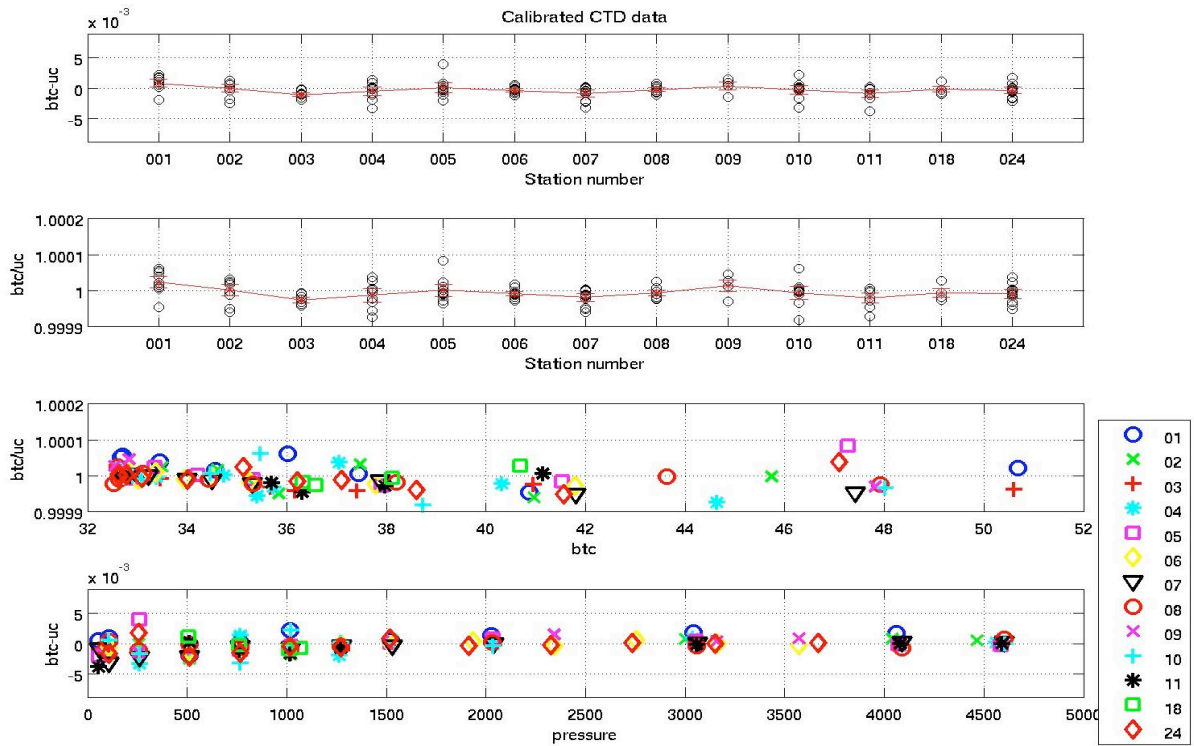 Calibrated CTD data
x 10⁻³
btc-uc
5
0
-5
001 002 003 004 005 006 007 008 009 010 011 018 024
Station number
btc/uc
1.0002
1.0001
1
0.9999
001 002 003 004 005 006 007 008 009 010 011 018 024
Station number
btc/uc
1.0002
1.0001
1
0.9999
32 34 36 38 40 42 44 46 48 50 52
btc
x 10⁻³
btc-uc
5
0
-5
0 500 1000 1500 2000 2500 3000 3500 4000 4500 5000
pressure
01
02
03
04
05
06
07
08
09
10
11
18
24